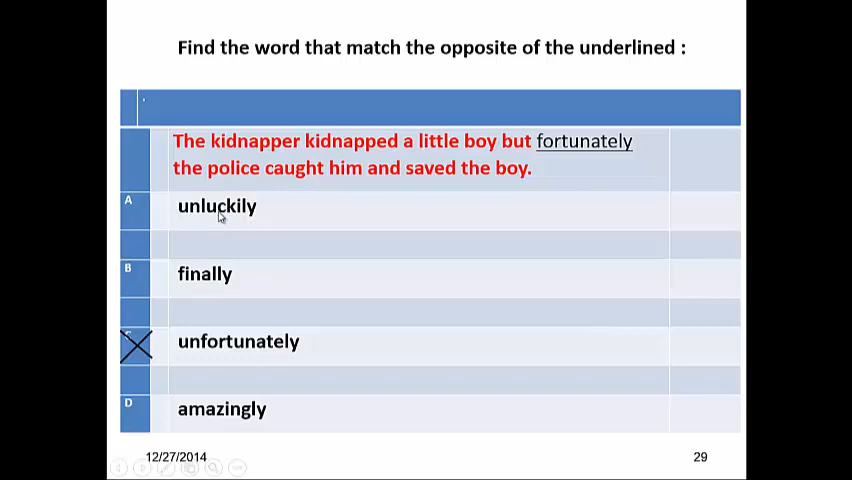 Find the word that match the opposite of the underlined :
The kidnapper kidnapped a little boy but fortunately
the police caught him and saved the boy.
A
unluckily
B
finally
unfortunately
D
amazingly
12/27/2014
29